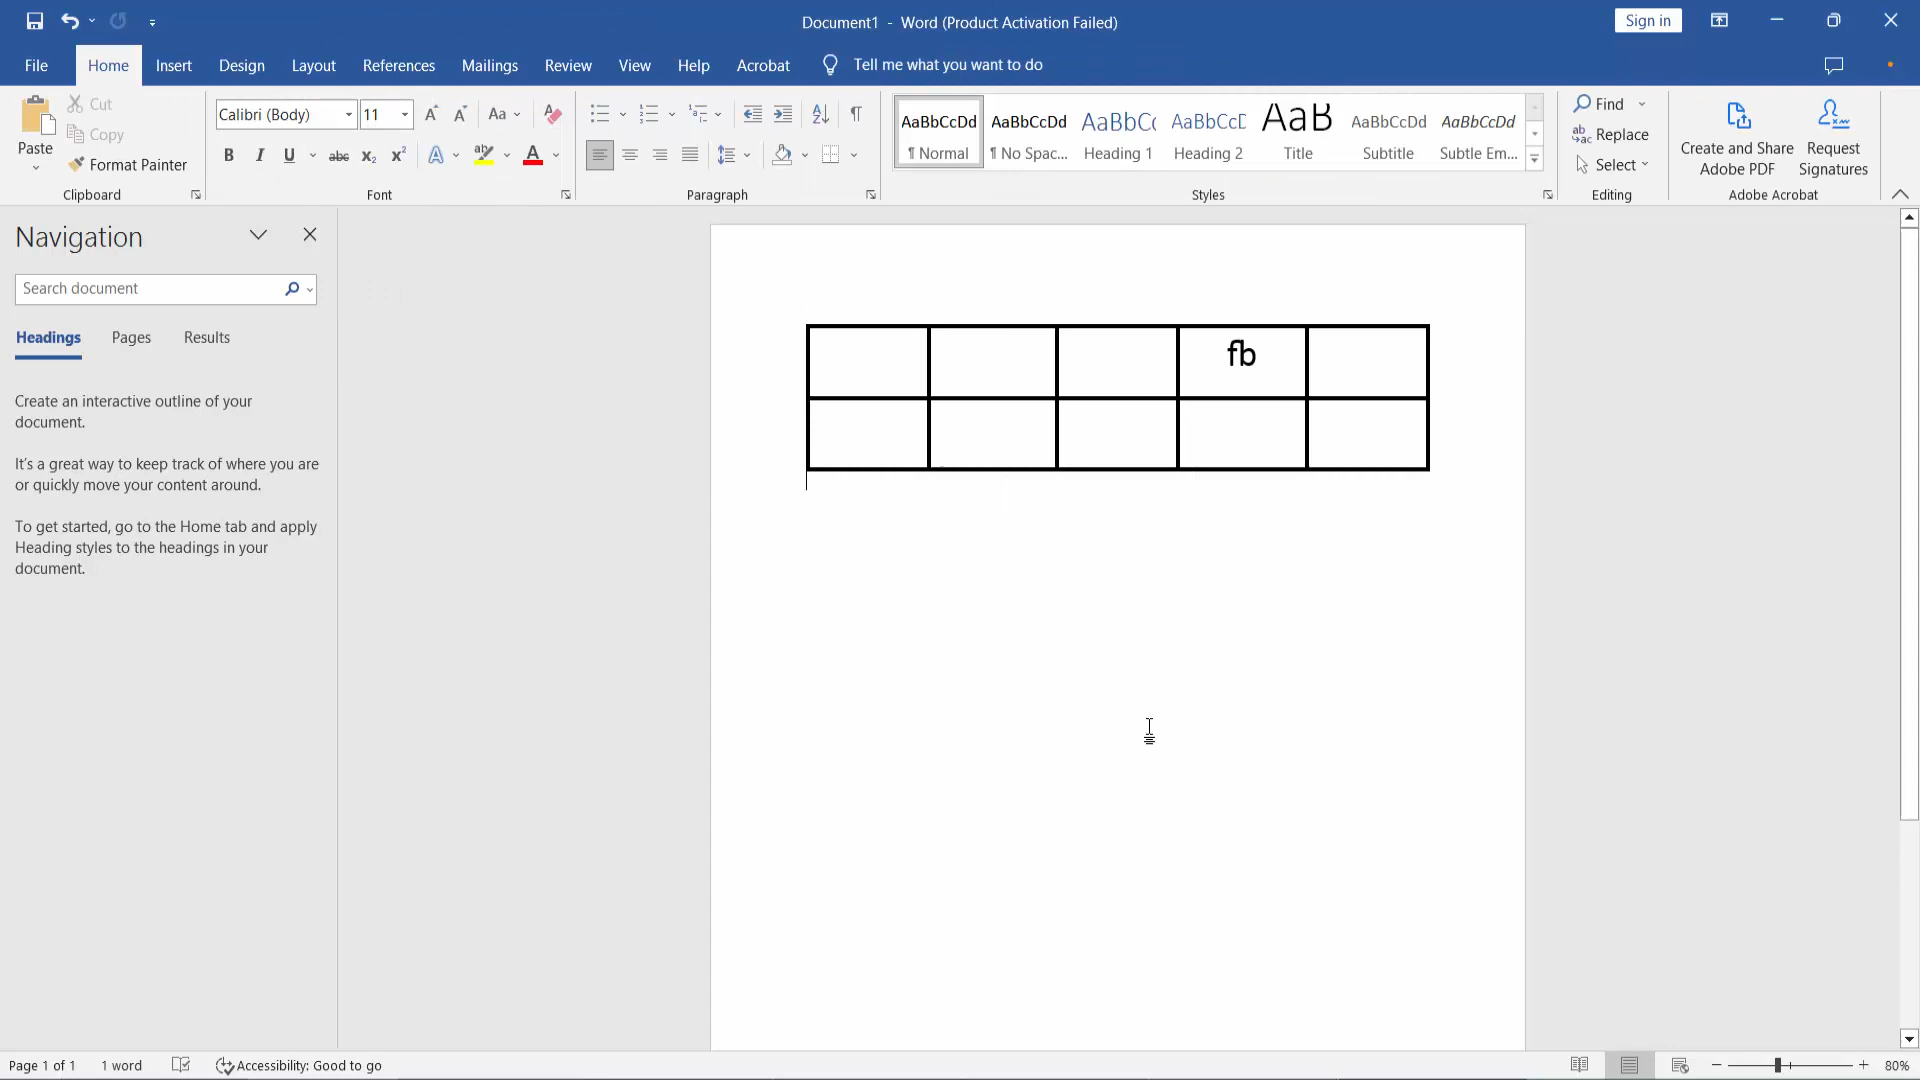 Document1 - Word (Product Activation Failed)
Sign in
File Home Insert Design Layout References Mailings Review View Help Acrobat Tell me what you want to do
Paste
Cut
Copy
Format Painter
Clipboard
Calibri (Body) 11
Font
Paragraph
AaBbCcDd
¶ Normal
AaBbCcDd
¶ No Spac...
AaBbCc
Heading 1
AaBbCcD
Heading 2
AaB
Title
AaBbCcDd
Subtitle
AaBbCcDd
Subtle Em...
Styles
Find
Replace
Select
Editing
Create and Share
Adobe PDF
Request
Signatures
Adobe Acrobat
Navigation
Search document
Headings Pages Results
Create an interactive outline of your
document.
It's a great way to keep track of where you are
or quickly move your content around.
To get started, go to the Home tab and apply
Heading styles to the headings in your
document.
fb
Page 1 of 1 1 word Accessibility: Good to go 80%